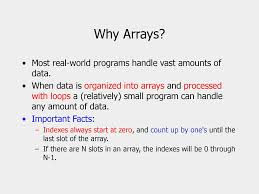 Why Arrays?
• Most real-world programs handle vast amounts of
data.
• When data is organized into arrays and processed
with loops a (relatively) small program can handle
any amount of data.
• Important Facts:
– Indexes always start at zero, and count up by one's until the
last slot of the array.
– If there are N slots in an array, the indexes will be 0 through
N-1.